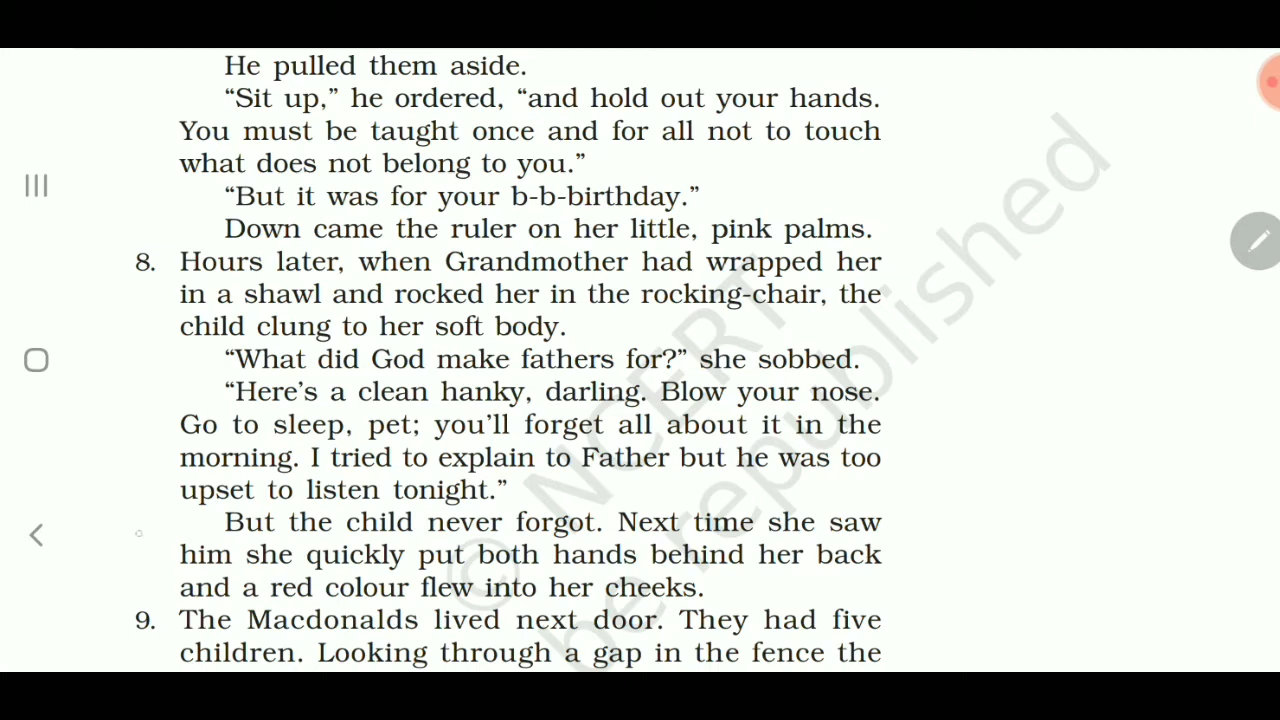 He pulled them aside.
“Sit up,” he ordered, “and hold out your hands.
You must be taught once and for all not to touch
what does not belong to you.”
“But it was for your b-b-birthday.”
Down came the ruler on her little, pink palms.
8. Hours later, when Grandmother had wrapped her
in a shawl and rocked her in the rocking-chair, the
child clung to her soft body.
“What did God make fathers for?” she sobbed.
“Here’s a clean hanky, darling. Blow your nose.
Go to sleep, pet; you’ll forget all about it in the
morning. I tried to explain to Father but he was too
upset to listen tonight.”
But the child never forgot. Next time she saw
him she quickly put both hands behind her back
and a red colour flew into her cheeks.
9. The Macdonalds lived next door. They had five
children. Looking through a gap in the fence the
© NCERT
be republished